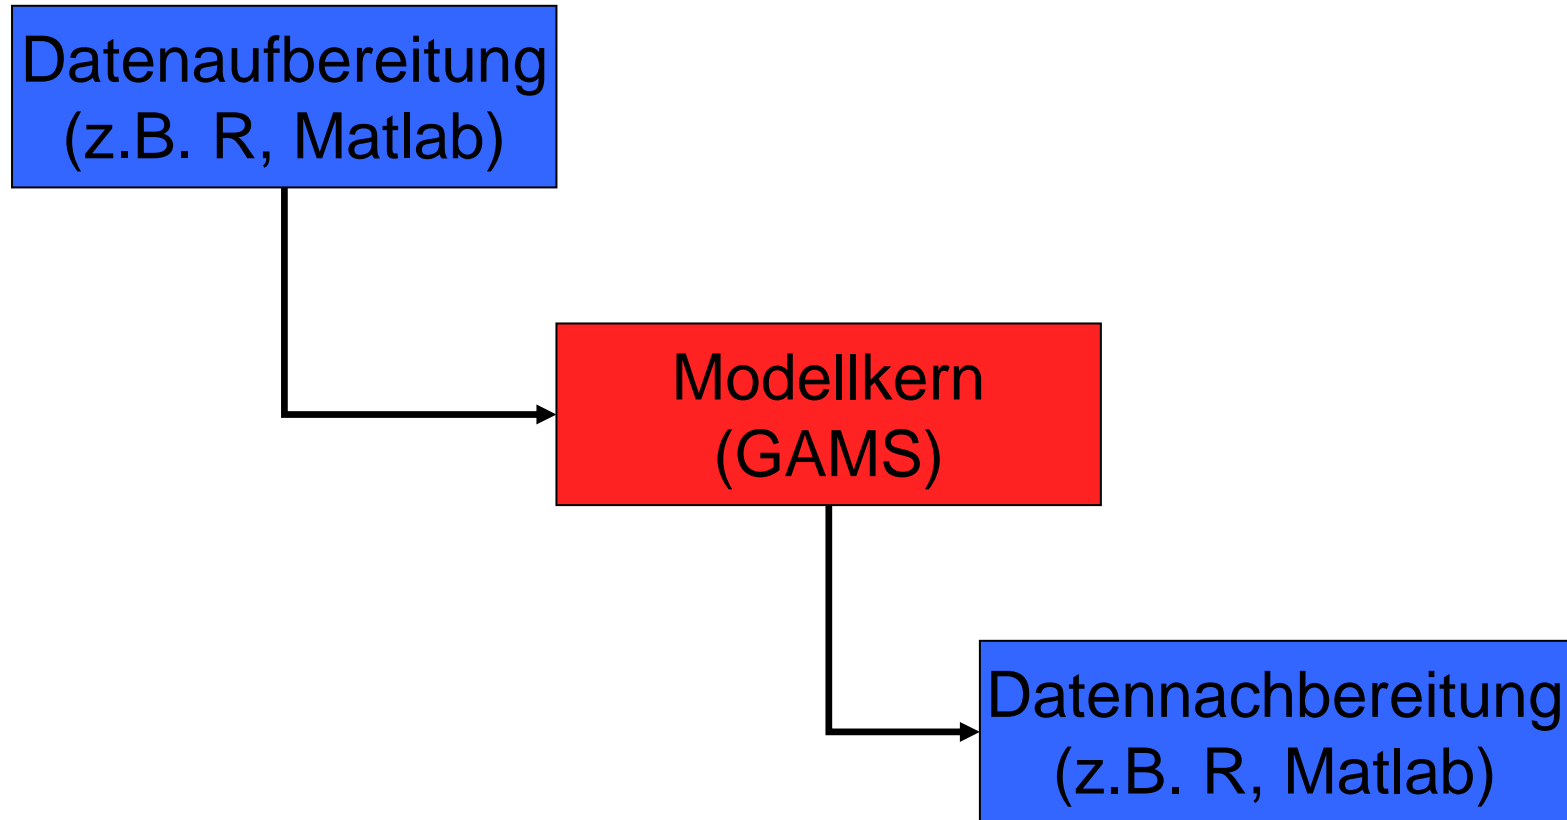 Datenaufbereitung
(z.B. R, Matlab)
Modellkern
(GAMS)
Datennachbereitung
(z.B. R, Matlab)